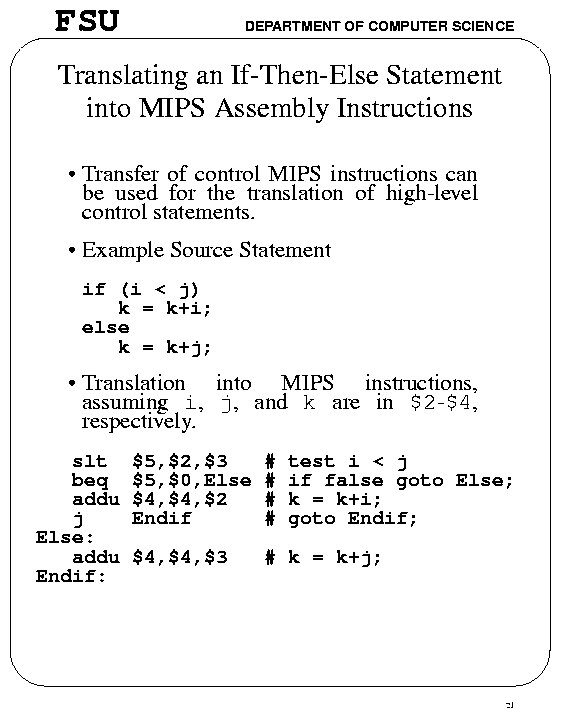 FSU DEPARTMENT OF COMPUTER SCIENCE
Translating an If-Then-Else Statement
into MIPS Assembly Instructions
• Transfer of control MIPS instructions can
be used for the translation of high-level
control statements.
• Example Source Statement
if (i < j)
k = k+i;
else
k = k+j;
• Translation into MIPS instructions,
assuming i, j, and k are in $2-$4,
respectively.
slt $5,$2,$3 # test i < j
beq $5,$0,Else # if false goto Else;
addu $4,$4,$2 # k = k+i;
j Endif # goto Endif;
Else:
addu $4,$4,$3 # k = k+j;
Endif: